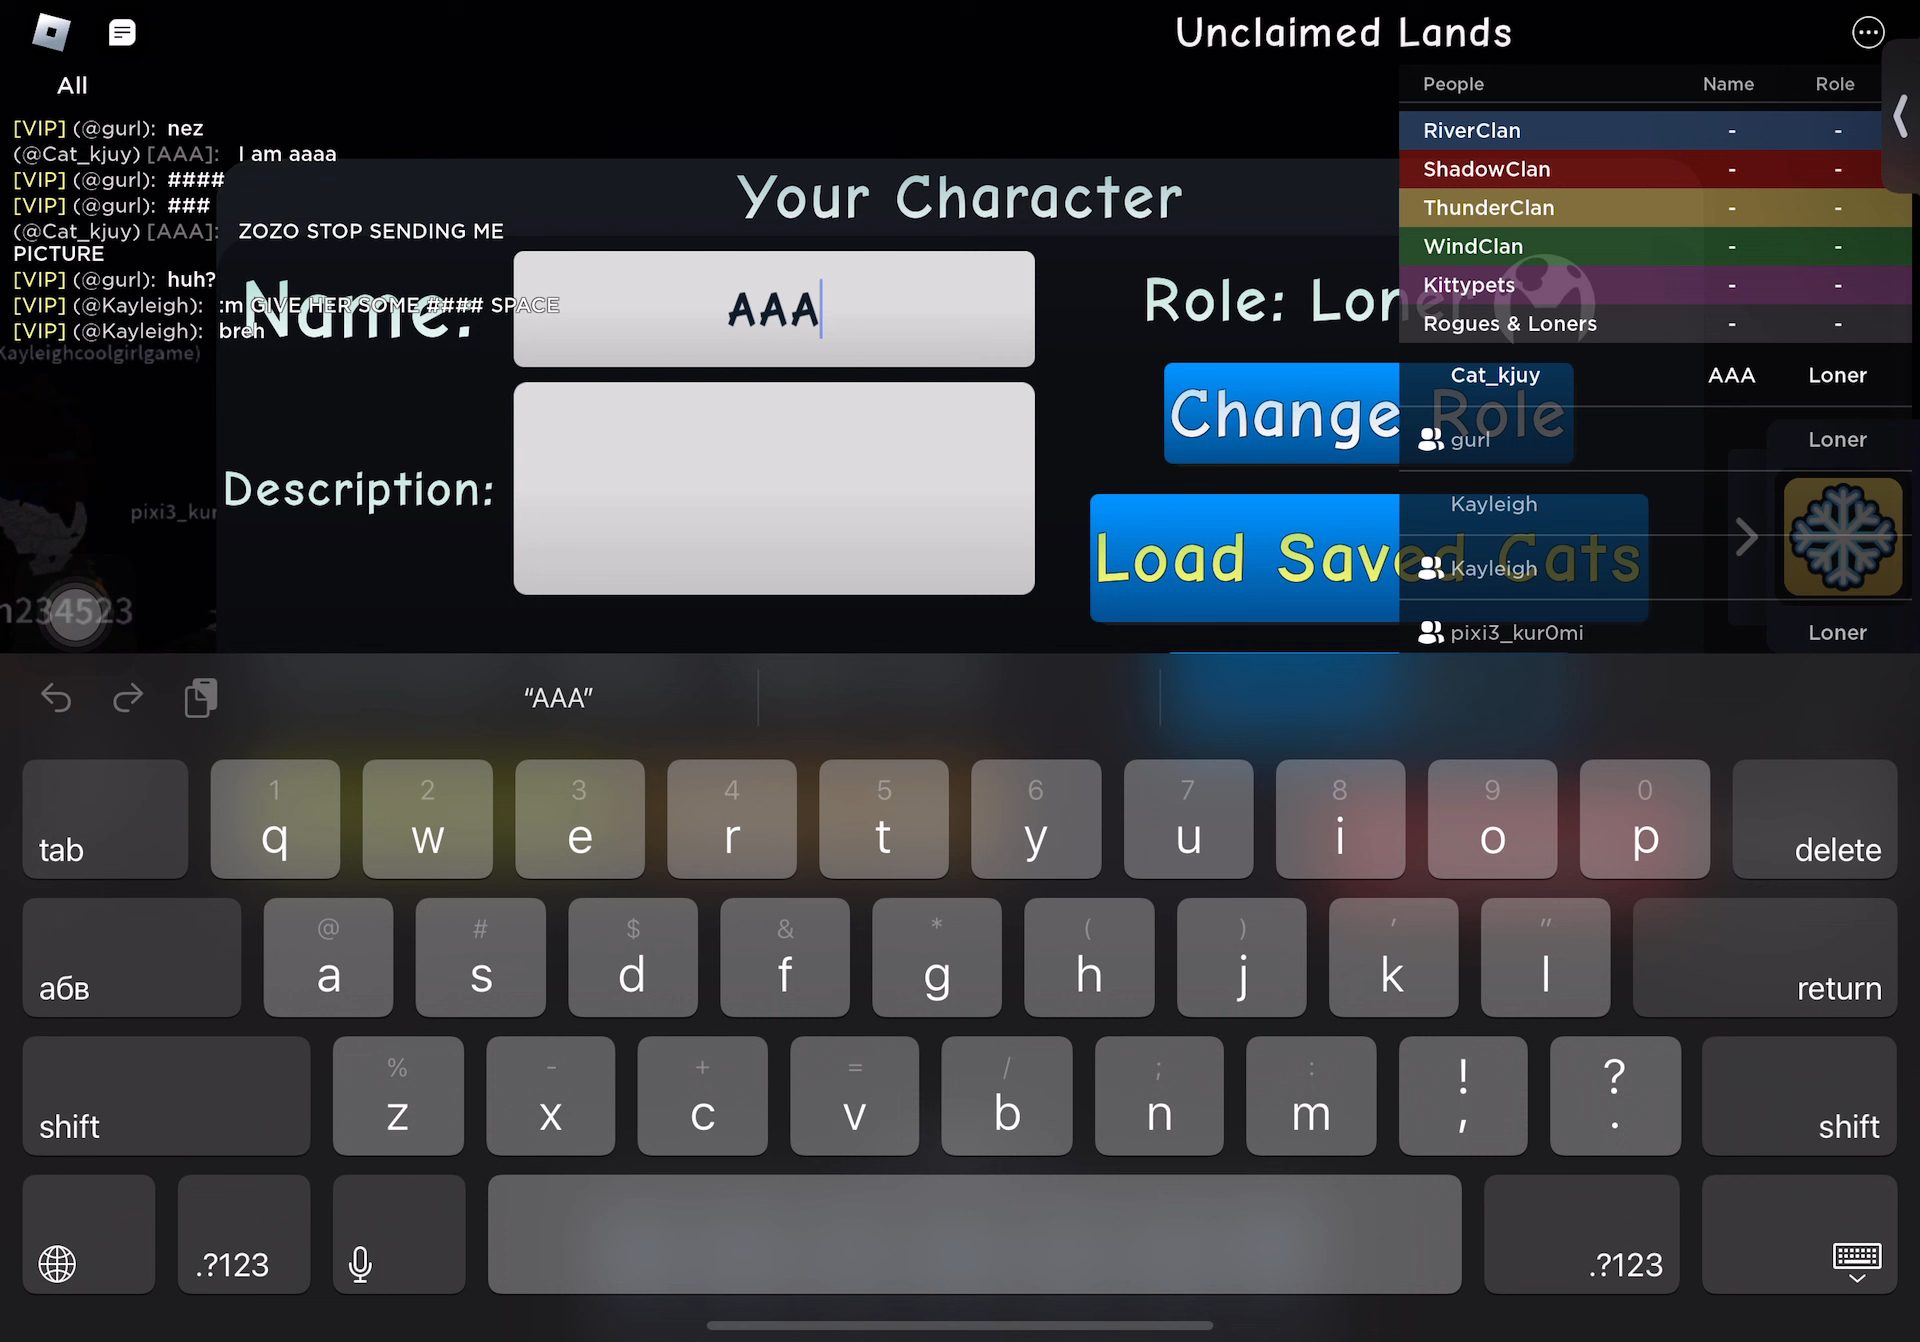 Unclaimed Lands
All
[VIP] (@gurl): nez
(@Cat_kjuy) [AAA]: I am aaaa
[VIP] (@gurl): ####
[VIP] (@gurl): ###
(@Cat_kjuy) [AAA]: ZOZO STOP SENDING ME
PICTURE
[VIP] (@gurl): huh?
[VIP] (@Kayleigh): :m GIVE HER SOME #### SPACE
[VIP] (@Kayleigh): breh
Kayleighcoolgirlgame)
Your Character
Name:
AAA
Description:
Role: Loner
Change Role
Load Saved Cats
People Name Role
RiverClan - -
ShadowClan - -
ThunderClan - -
WindClan - -
Kittypets - -
Rogues & Loners - -
Cat_kjuy AAA Loner
gurl Loner
Kayleigh
Kayleigh
pixi3_kur0mi Loner
pixi3_kur
234523
“AAA”
tab 1 q 2 w 3 e 4 r 5 t 6 y 7 u 8 i 9 o 0 p delete
абв @ a # s $ d & f * g ( h ) j ' k " l return
shift % z - x + c = v / b ; n : m ! , ? . shift
.?123 .?123